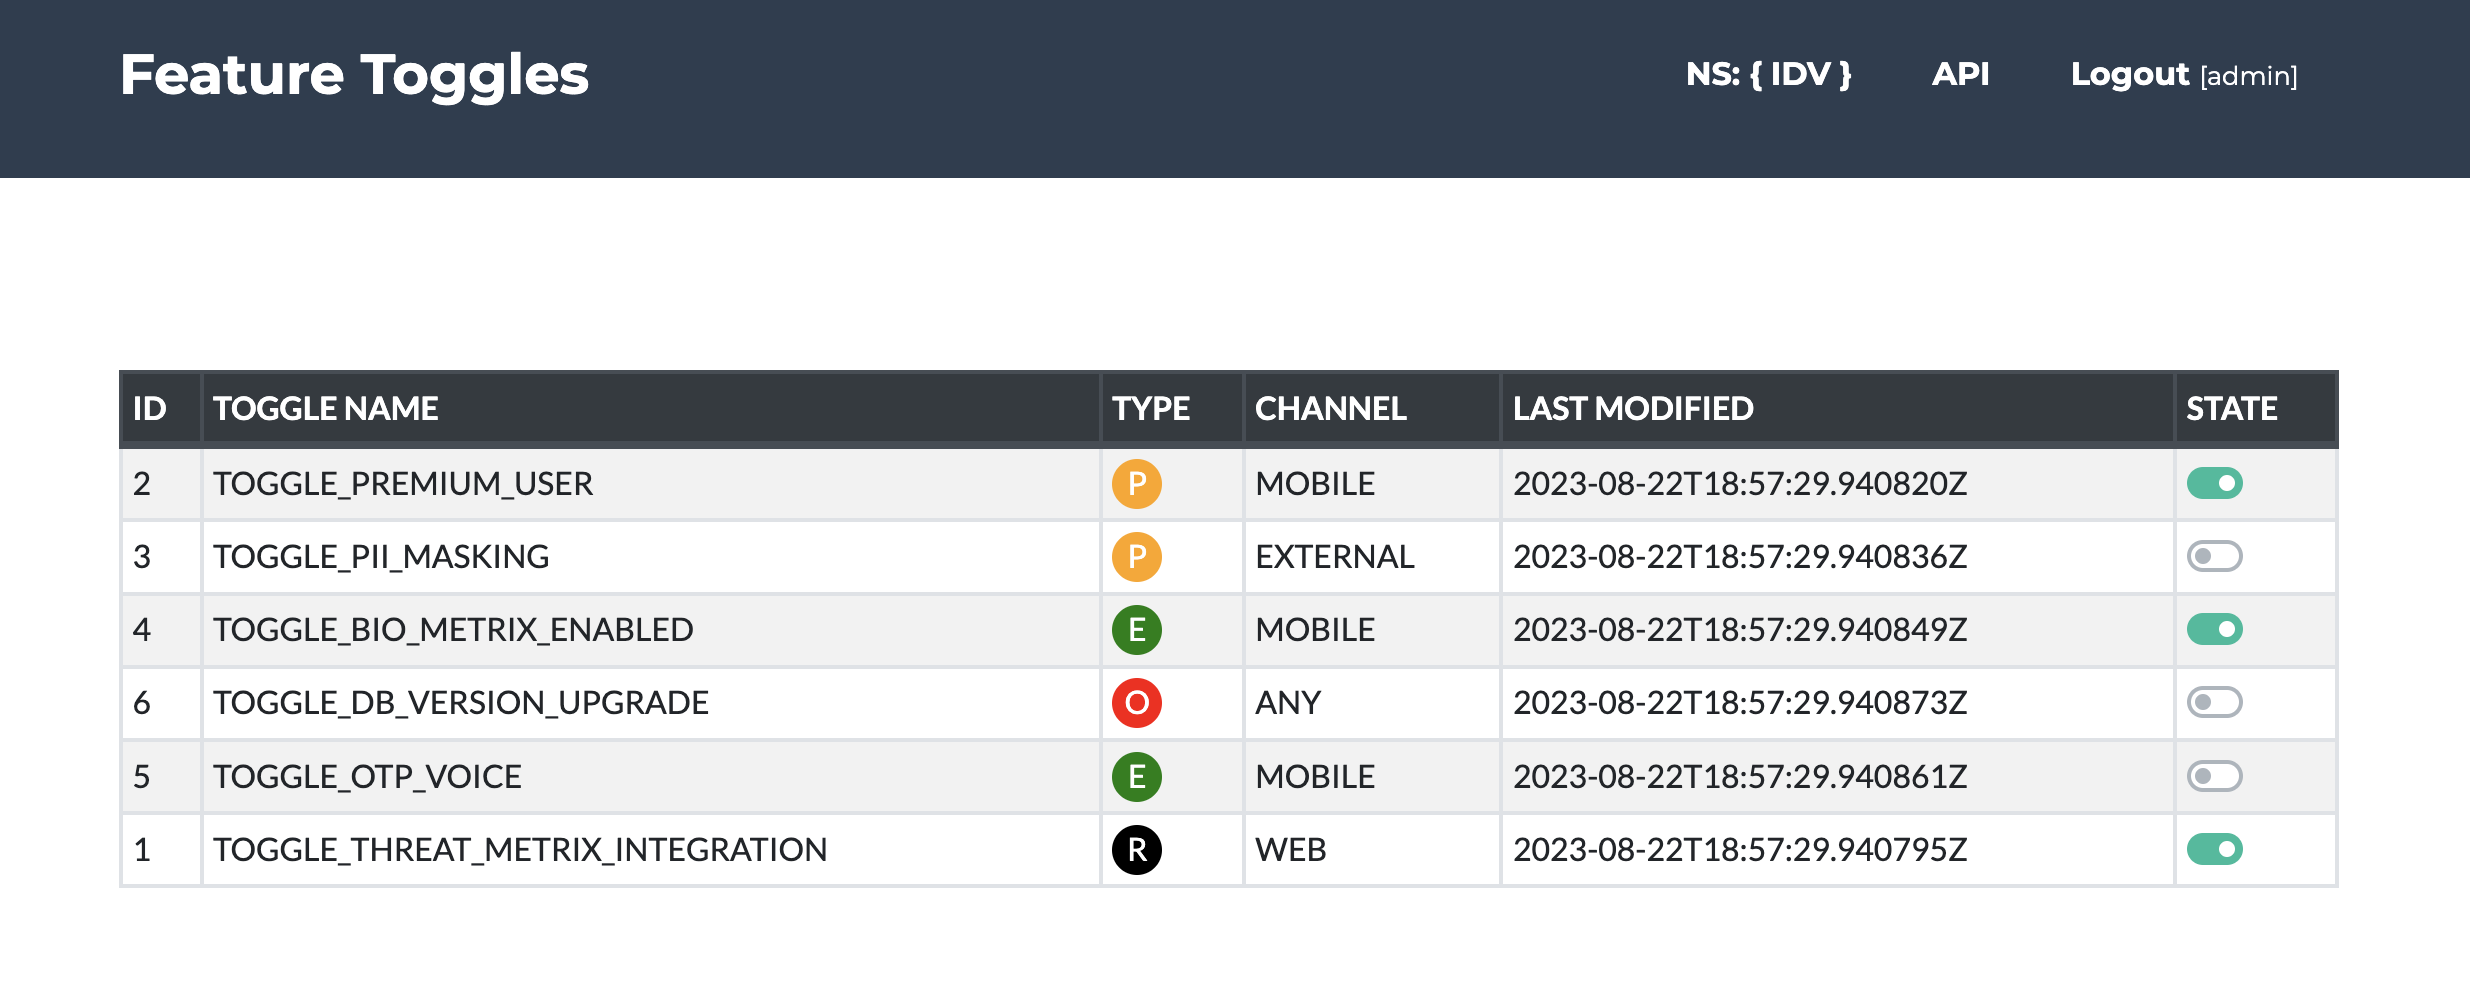 Feature Toggles NS: { IDV } API Logout [admin]
ID TOGGLE NAME TYPE CHANNEL LAST MODIFIED STATE
2 TOGGLE_PREMIUM_USER P MOBILE 2023-08-22T18:57:29.940820Z
3 TOGGLE_PII_MASKING P EXTERNAL 2023-08-22T18:57:29.940836Z
4 TOGGLE_BIO_METRIX_ENABLED E MOBILE 2023-08-22T18:57:29.940849Z
6 TOGGLE_DB_VERSION_UPGRADE O ANY 2023-08-22T18:57:29.940873Z
5 TOGGLE_OTP_VOICE E MOBILE 2023-08-22T18:57:29.940861Z
1 TOGGLE_THREAT_METRIX_INTEGRATION R WEB 2023-08-22T18:57:29.940795Z